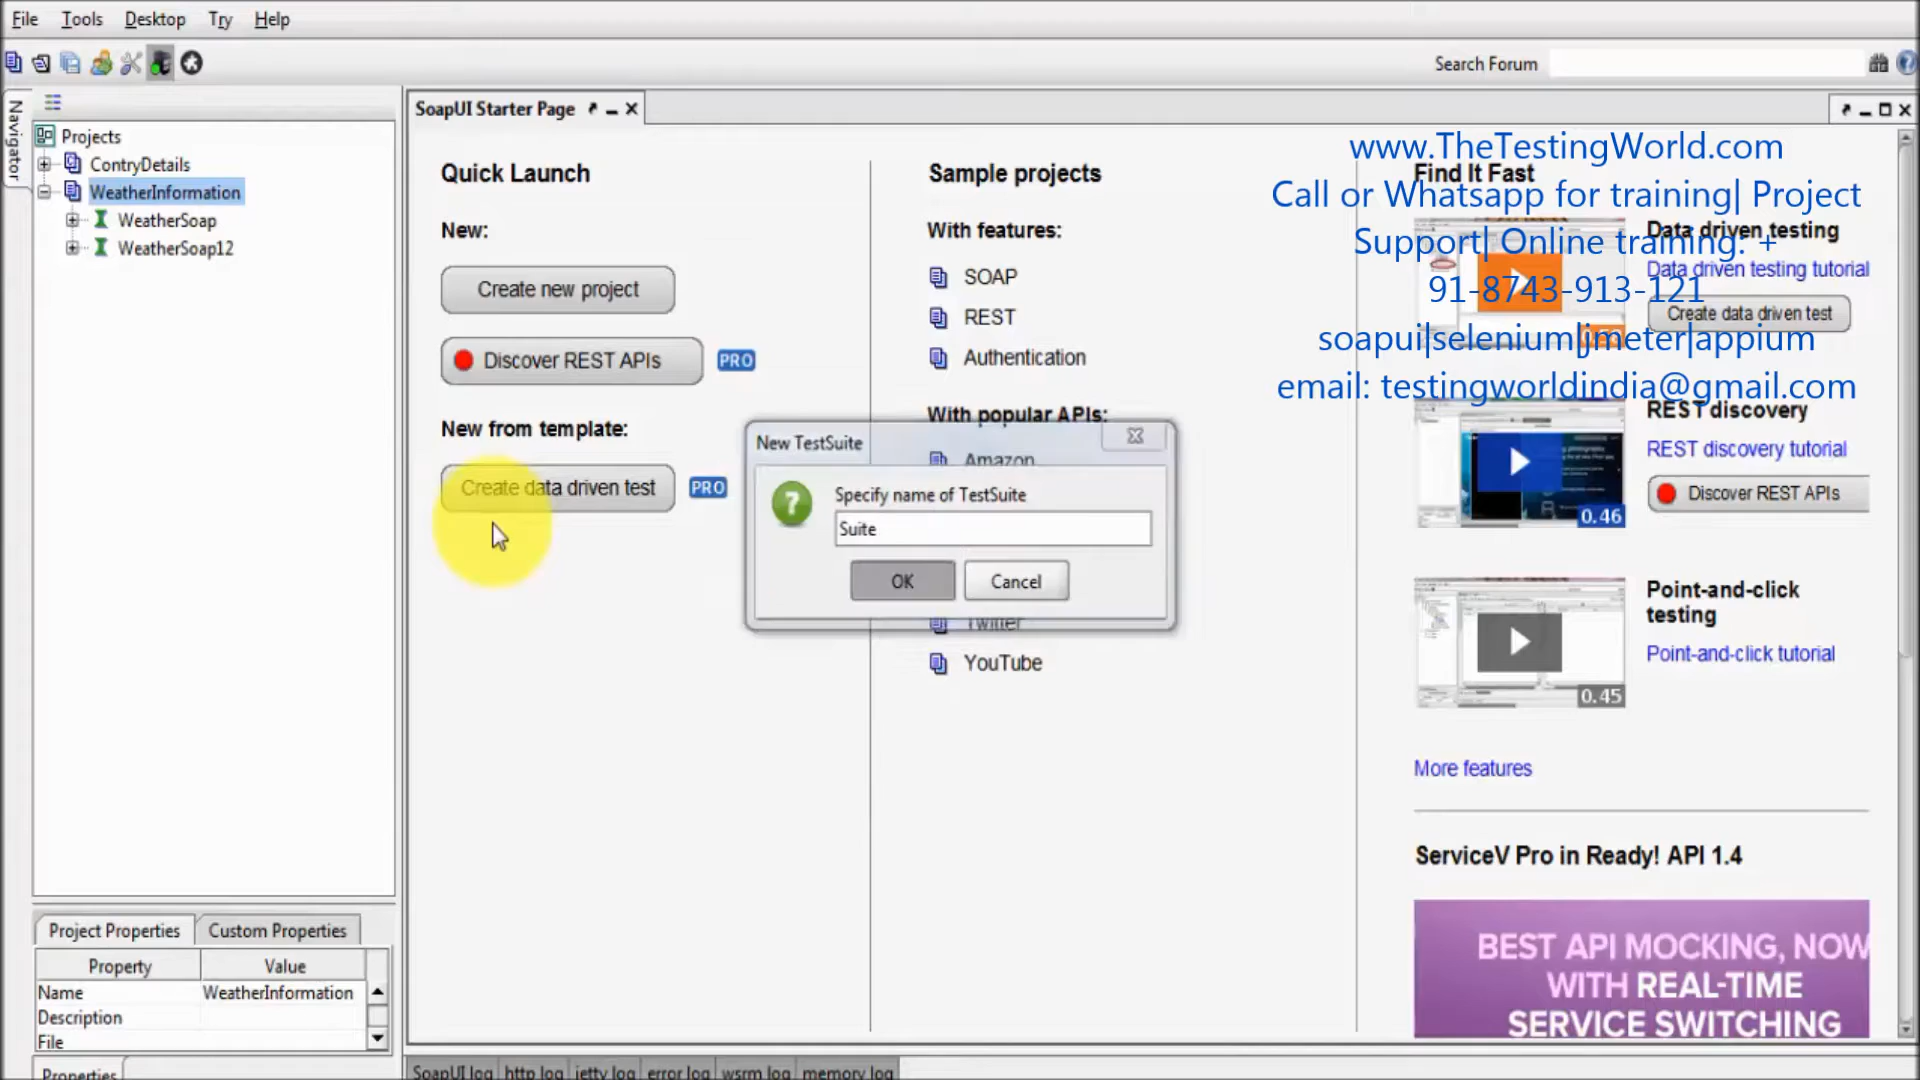 File Tools Desktop Try Help
Search Forum
Navigator
SoapUI Starter Page
Projects
ContryDetails
WeatherInformation
WeatherSoap
WeatherSoap12
Quick Launch
New:
Create new project
Discover REST APIs PRO
New from template:
Create data driven test PRO
Sample projects
With features:
SOAP
REST
Authentication
With popular APIs:
Amazon
Twitter
YouTube
New TestSuite
Specify name of TestSuite
Suite
OK Cancel
www.TheTestingWorld.com
Call or Whatsapp for training| Project
Support| Online training: +
91-8743-913-121
soapui|selenium|jmeter|appium
email: testingworldindia@gmail.com
Find It Fast
Data driven testing
Data driven testing tutorial
Create data driven test
REST discovery
REST discovery tutorial
Discover REST APIs
0.46
Point-and-click
testing
Point-and-click tutorial
0.45
More features
ServiceV Pro in Ready! API 1.4
BEST API MOCKING, NOW
WITH REAL-TIME
SERVICE SWITCHING
Project Properties Custom Properties
Property Value
Name WeatherInformation
Description
File
Properties
SoapUI log http log jetty log error log wsrm log memory log